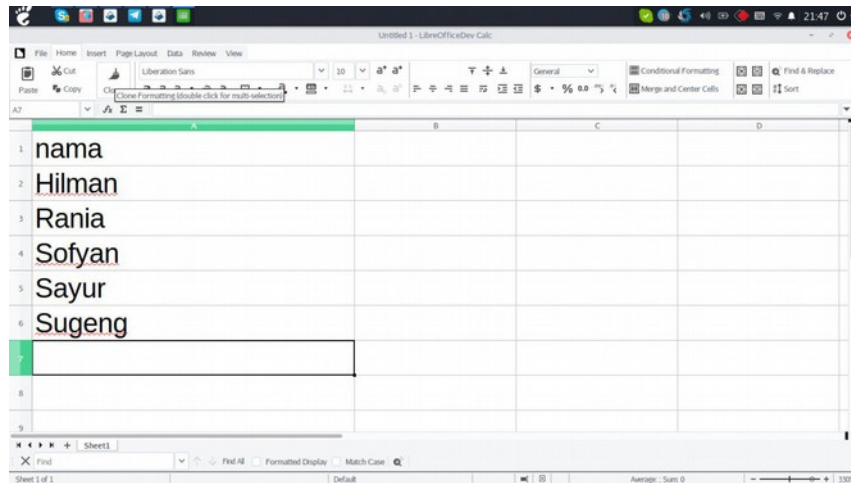 21:47
Untitled 1 - LibreOfficeDev Calc
File Home Insert Page Layout Data Review View
Cut Liberation Sans 10 General Conditional Formatting Find & Replace
Paste Copy Clone Formatting (double click for multi-selection) $ % 0.0 Merge and Center Cells Sort
A7
A B C D
1 nama
2 Hilman
3 Rania
4 Sofyan
5 Sayur
6 Sugeng
7
8
9
Sheet1
Find Find All Formatted Display Match Case
Sheet 1 of 1 Default Average: ; Sum: 0 330%